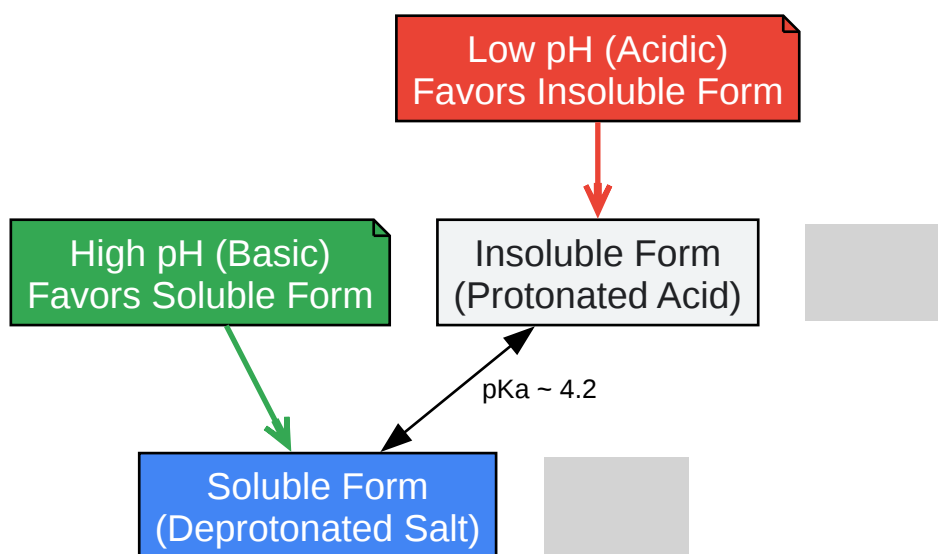 Low pH (Acidic)
Favors Insoluble Form
High pH (Basic)
Favors Soluble Form
Insoluble Form
(Protonated Acid)
pKa ~ 4.2
Soluble Form
(Deprotonated Salt)